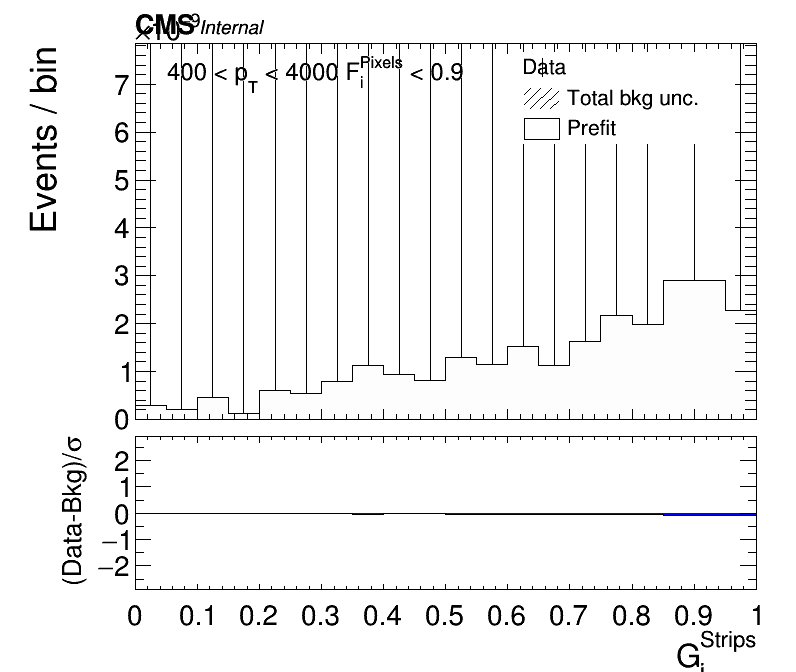 CMS Internal
×10⁻⁹
400 < p_T < 4000 F_i^Pixels < 0.9
Data
Total bkg unc.
Prefit
Events / bin
7
6
5
4
3
2
1
0
(Data-Bkg)/σ
2
1
0
−1
−2
0 0.1 0.2 0.3 0.4 0.5 0.6 0.7 0.8 0.9 1
G_i^Strips